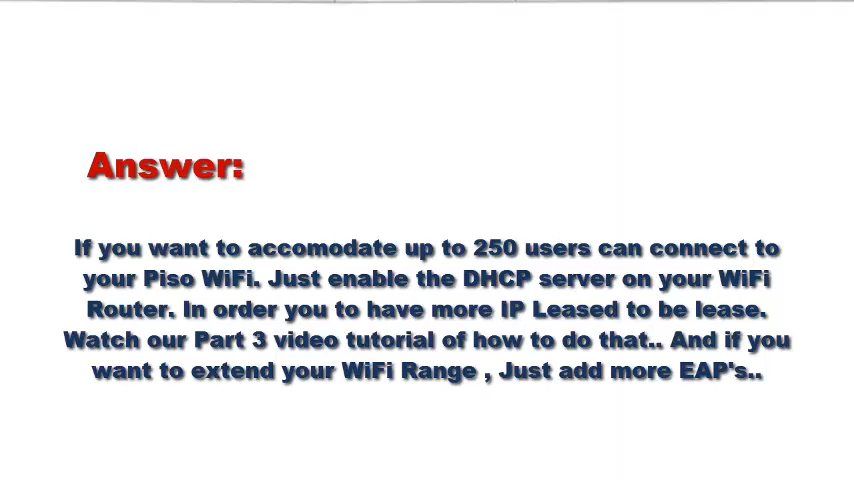 Answer:
If you want to accomodate up to 250 users can connect to
your Piso WiFi. Just enable the DHCP server on your WiFi
Router. In order you to have more IP Leased to be lease.
Watch our Part 3 video tutorial of how to do that.. And if you
want to extend your WiFi Range , Just add more EAP's..